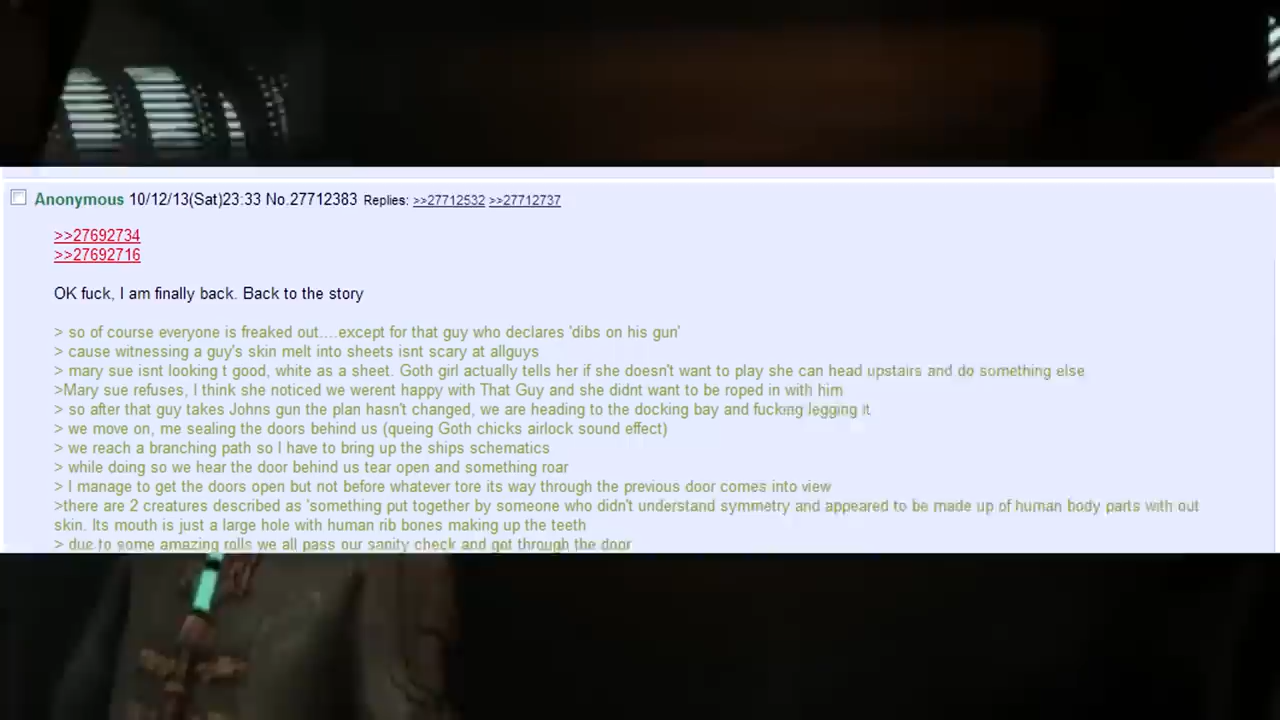 Anonymous 10/12/13(Sat)23:33 No.27712383 Replies: >>27712532 >>27712737
>>27692734
>>27692716
OK fuck, I am finally back. Back to the story
> so of course everyone is freaked out....except for that guy who declares 'dibs on his gun'
> cause witnessing a guy's skin melt into sheets isnt scary at allguys
> mary sue isnt looking t good, white as a sheet. Goth girl actually tells her if she doesn't want to play she can head upstairs and do something else
>Mary sue refuses, I think she noticed we werent happy with That Guy and she didnt want to be roped in with him
> so after that guy takes Johns gun the plan hasn't changed, we are heading to the docking bay and fucking legging it
> we move on, me sealing the doors behind us (queing Goth chicks airlock sound effect)
> we reach a branching path so I have to bring up the ships schematics
> while doing so we hear the door behind us tear open and something roar
> I manage to get the doors open but not before whatever tore its way through the previous door comes into view
>there are 2 creatures described as 'something put together by someone who didn't understand symmetry and appeared to be made up of human body parts with out
skin. Its mouth is just a large hole with human rib bones making up the teeth
> due to some amazing rolls we all pass our sanity check and got through the door